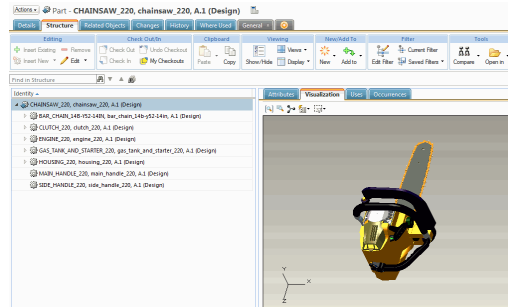 Actions Part - CHAINSAW_220, chainsaw_220, A.1 (Design)
Details Structure Related Objects Changes History Where Used General
Editing Check Out/In Clipboard Viewing New/Add To Filter Tools
Insert Existing Remove Check Out Undo Checkout Views Current Filter
Insert New Edit Check In My Checkouts Paste Copy Show/Hide Display New Add to Edit Filter Saved Filters Compare Open in
Find in Structure
Identity Attributes Visualization Uses Occurrences
CHAINSAW_220, chainsaw_220, A.1 (Design)
BAR_CHAIN_14B-Y52-14IN, bar_chain_14b-y52-14in, A.1 (Design)
CLUTCH_220, clutch_220, A.1 (Design)
ENGINE_220, engine_220, A.1 (Design)
GAS_TANK_AND_STARTER_220, gas_tank_and_starter_220, A.1 (Design)
HOUSING_220, housing_220, A.1 (Design)
MAIN_HANDLE_220, main_handle_220, A.1 (Design)
SIDE_HANDLE_220, side_handle_220, A.1 (Design)
Y
X
Z